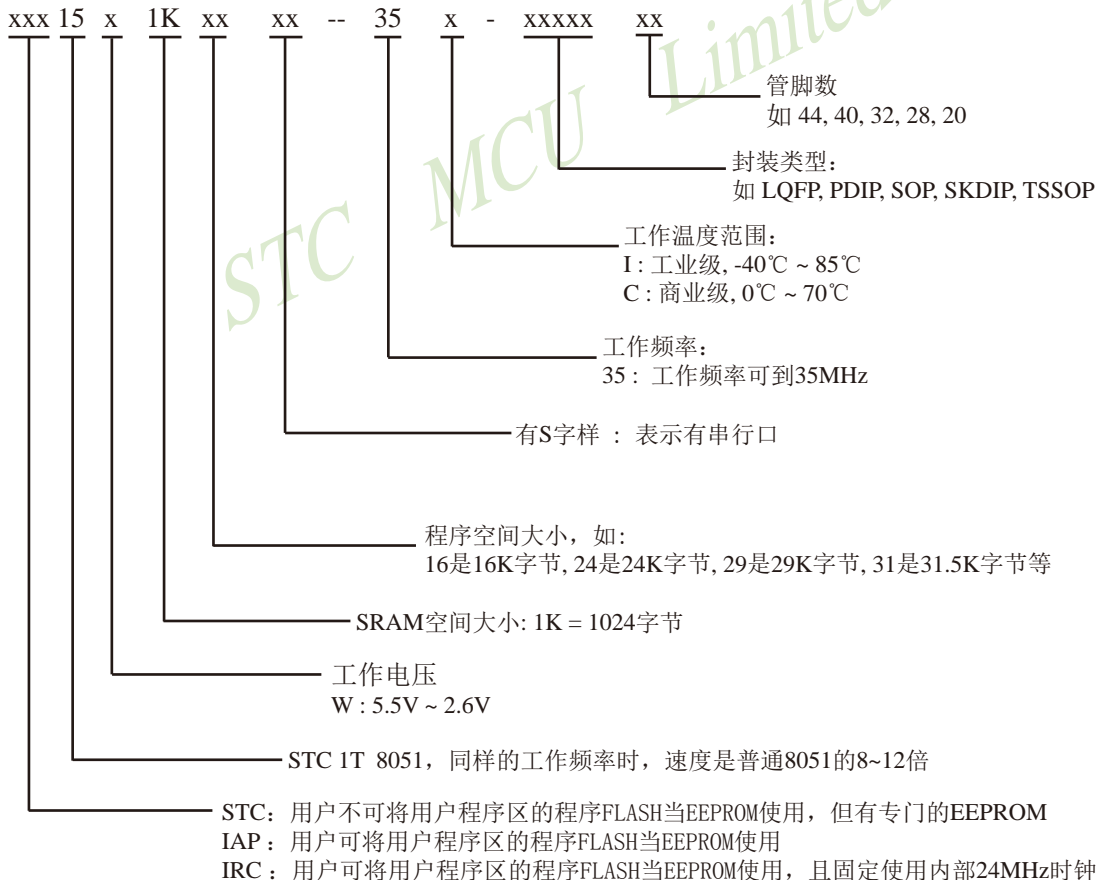 xxx 15 x 1K xx xx -- 35 x - xxxxx xx
管脚数
如 44, 40, 32, 28, 20
封装类型：
如 LQFP, PDIP, SOP, SKDIP, TSSOP
工作温度范围：
I : 工业级, -40℃ ~ 85℃
C : 商业级, 0℃ ~ 70℃
工作频率：
35 : 工作频率可到35MHz
有S字样 : 表示有串行口
程序空间大小，如:
16是16K字节, 24是24K字节, 29是29K字节, 31是31.5K字节等
SRAM空间大小: 1K = 1024字节
工作电压
W : 5.5V ~ 2.6V
STC 1T 8051，同样的工作频率时，速度是普通8051的8~12倍
STC：用户不可将用户程序区的程序FLASH当EEPROM使用，但有专门的EEPROM
IAP：用户可将用户程序区的程序FLASH当EEPROM使用
IRC：用户可将用户程序区的程序FLASH当EEPROM使用，且固定使用内部24MHz时钟
STC MCU Limited